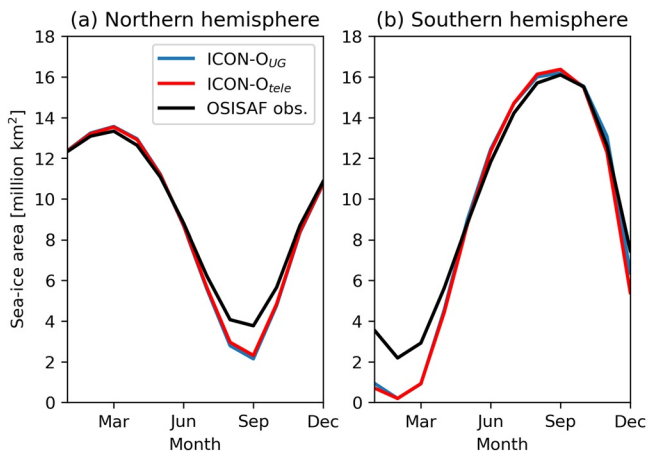 (a) Northern hemisphere
(b) Southern hemisphere
Sea-ice area [million km²]
18
16
14
12
10
8
6
4
2
0
ICON-O_UG
ICON-O_tele
OSISAF obs.
Mar Jun Sep Dec
Month
18
16
14
12
10
8
6
4
2
0
Mar Jun Sep Dec
Month